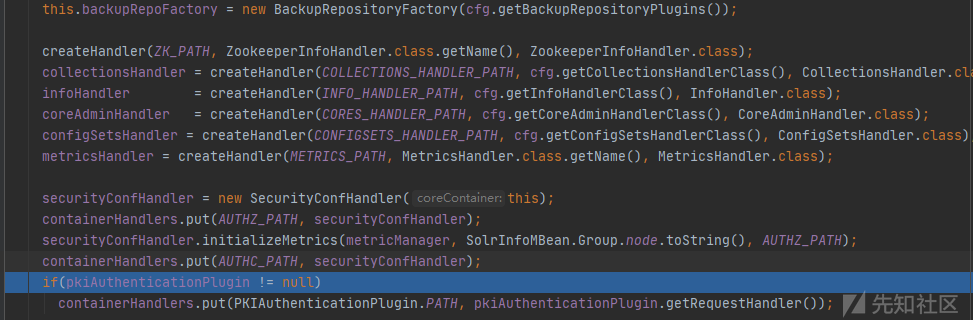 this.backupRepoFactory = new BackupRepositoryFactory(cfg.getBackupRepositoryPlugins());
createHandler(ZK_PATH, ZookeeperInfoHandler.class.getName(), ZookeeperInfoHandler.class);
collectionsHandler = createHandler(COLLECTIONS_HANDLER_PATH, cfg.getCollectionsHandlerClass(), CollectionsHandler.cla
infoHandler        = createHandler(INFO_HANDLER_PATH, cfg.getInfoHandlerClass(), InfoHandler.class);
coreAdminHandler   = createHandler(CORES_HANDLER_PATH, cfg.getCoreAdminHandlerClass(), CoreAdminHandler.class);
configSetsHandler = createHandler(CONFIGSETS_HANDLER_PATH, cfg.getConfigSetsHandlerClass(), ConfigSetsHandler.class)
metricsHandler = createHandler(METRICS_PATH, MetricsHandler.class.getName(), MetricsHandler.class);
securityConfHandler = new SecurityConfHandler( coreContainer: this);
containerHandlers.put(AUTHZ_PATH, securityConfHandler);
securityConfHandler.initializeMetrics(metricManager, SolrInfoMBean.Group.node.toString(), AUTHZ_PATH);
containerHandlers.put(AUTHC_PATH, securityConfHandler);
if(pkiAuthenticationPlugin != null)
  containerHandlers.put(PKIAuthenticationPlugin.PATH, pkiAuthenticationPlugin.getRequestHandler());
先知社区